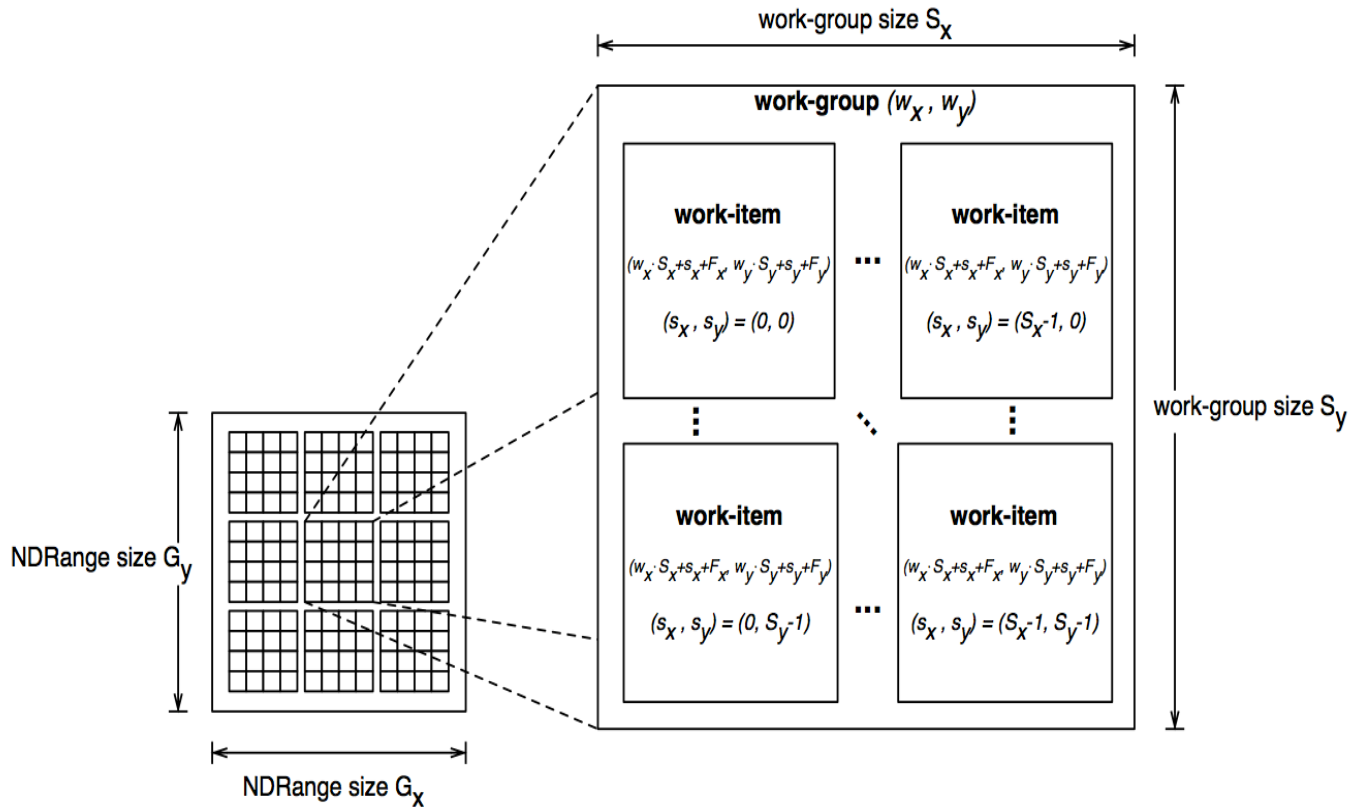 work-group size Sx
work-group (wx , wy)
work-item
(wx·Sx+sx+Fx, wy·Sy+sy+Fy)
(sx , sy) = (0, 0)
...
work-item
(wx·Sx+sx+Fx, wy·Sy+sy+Fy)
(sx , sy) = (Sx-1, 0)
work-group size Sy
work-item
(wx·Sx+sx+Fx, wy·Sy+sy+Fy)
(sx , sy) = (0, Sy-1)
...
work-item
(wx·Sx+sx+Fx, wy·Sy+sy+Fy)
(sx , sy) = (Sx-1, Sy-1)
NDRange size Gy
NDRange size Gx